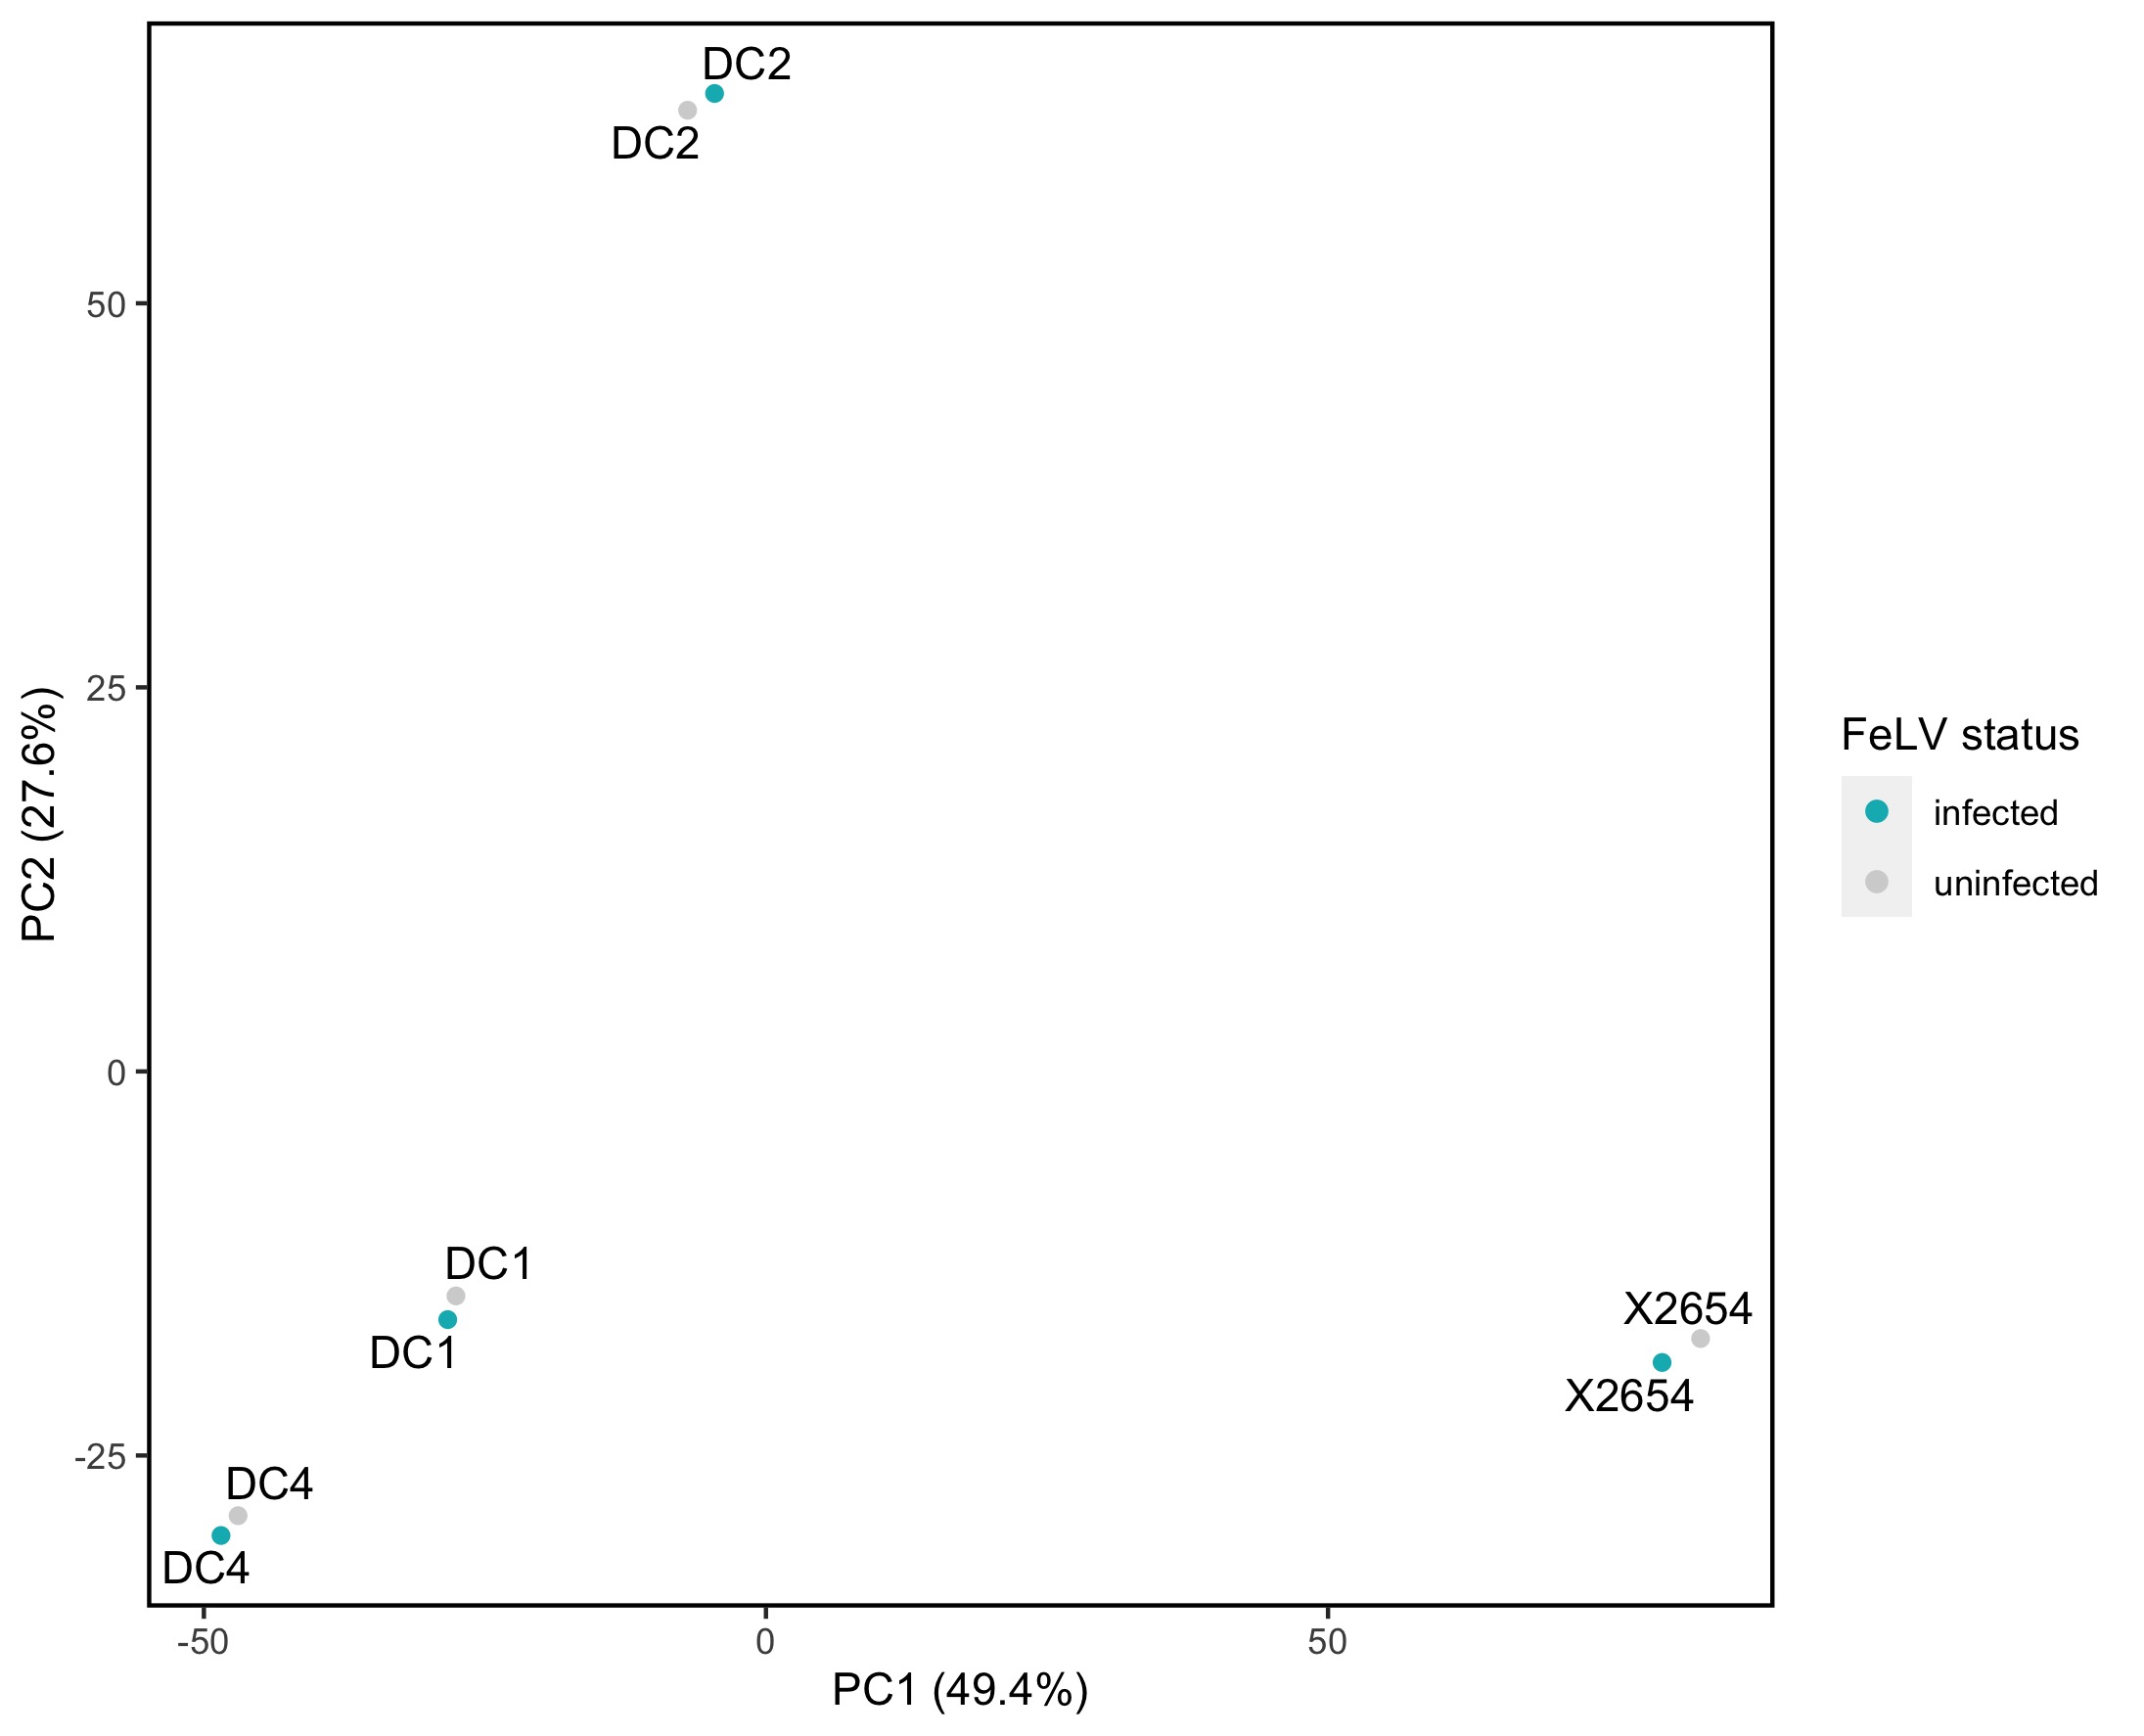 DC2
DC2
50
25
PC2 (27.6%)
FeLV status
infected
uninfected
0
DC1
DC1
X2654
X2654
-25
DC4
DC4
-50
0
50
PC1 (49.4%)